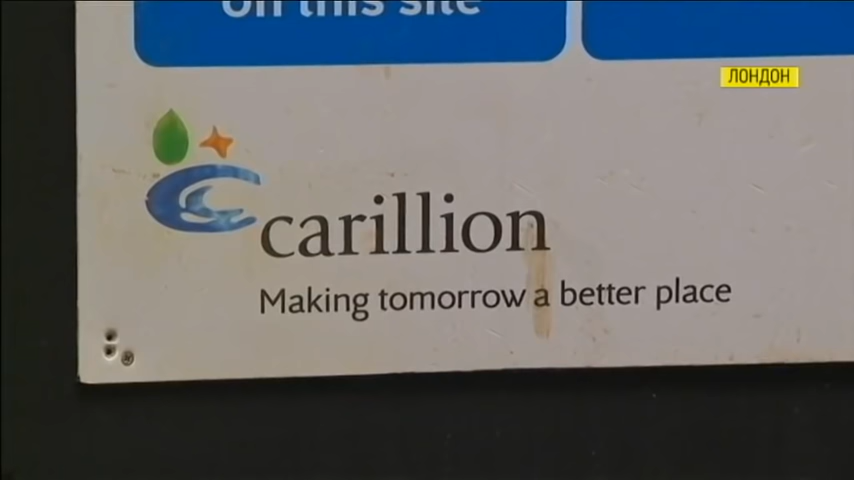 on this site
ЛОНДОН
carillion
Making tomorrow a better place